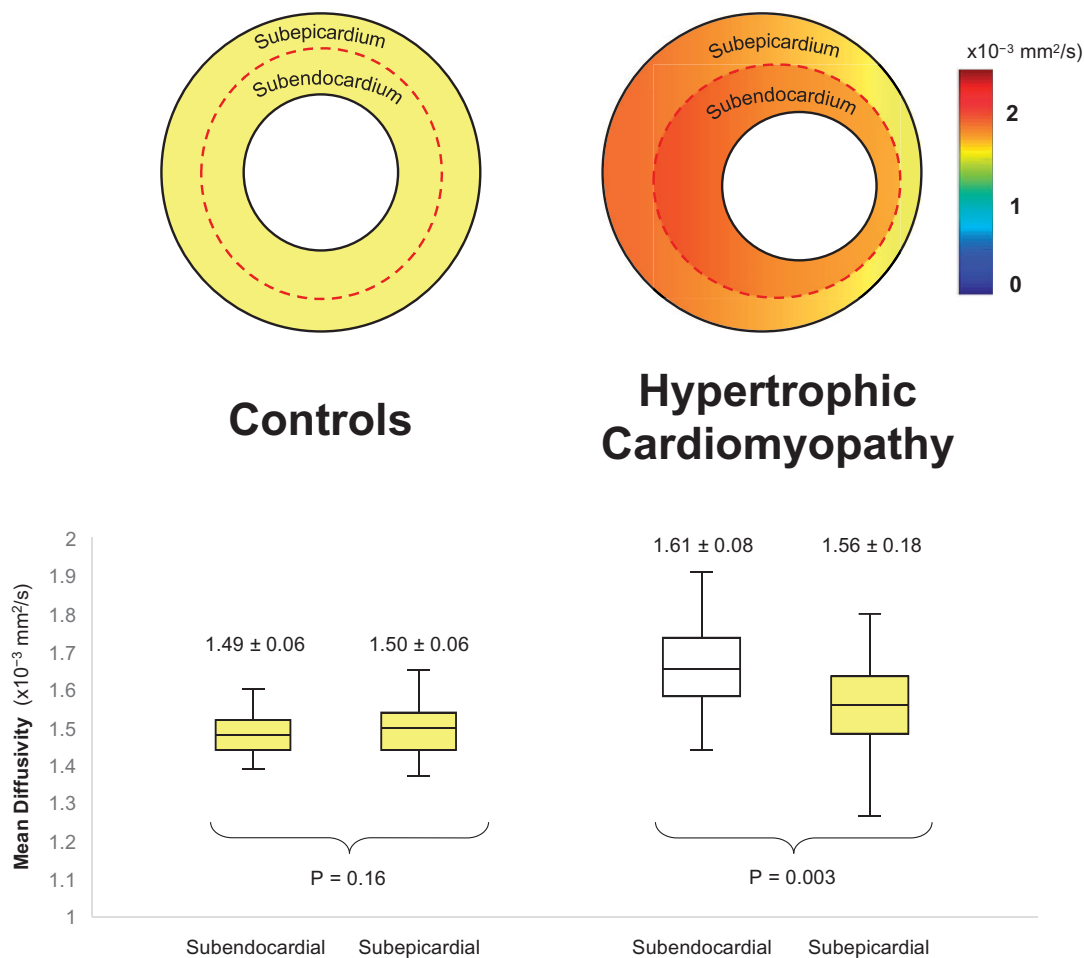 Subepicardium
Subendocardium
Subepicardium
Subendocardium
x10⁻³ mm²/s)
2
1
0
Controls
Hypertrophic
Cardiomyopathy
Mean Diffusivity (x10⁻³ mm²/s)
2
1.9
1.8
1.7
1.6
1.5
1.4
1.3
1.2
1.1
1
1.49 ± 0.06
1.50 ± 0.06
1.61 ± 0.08
1.56 ± 0.18
P = 0.16
P = 0.003
Subendocardial
Subepicardial
Subendocardial
Subepicardial